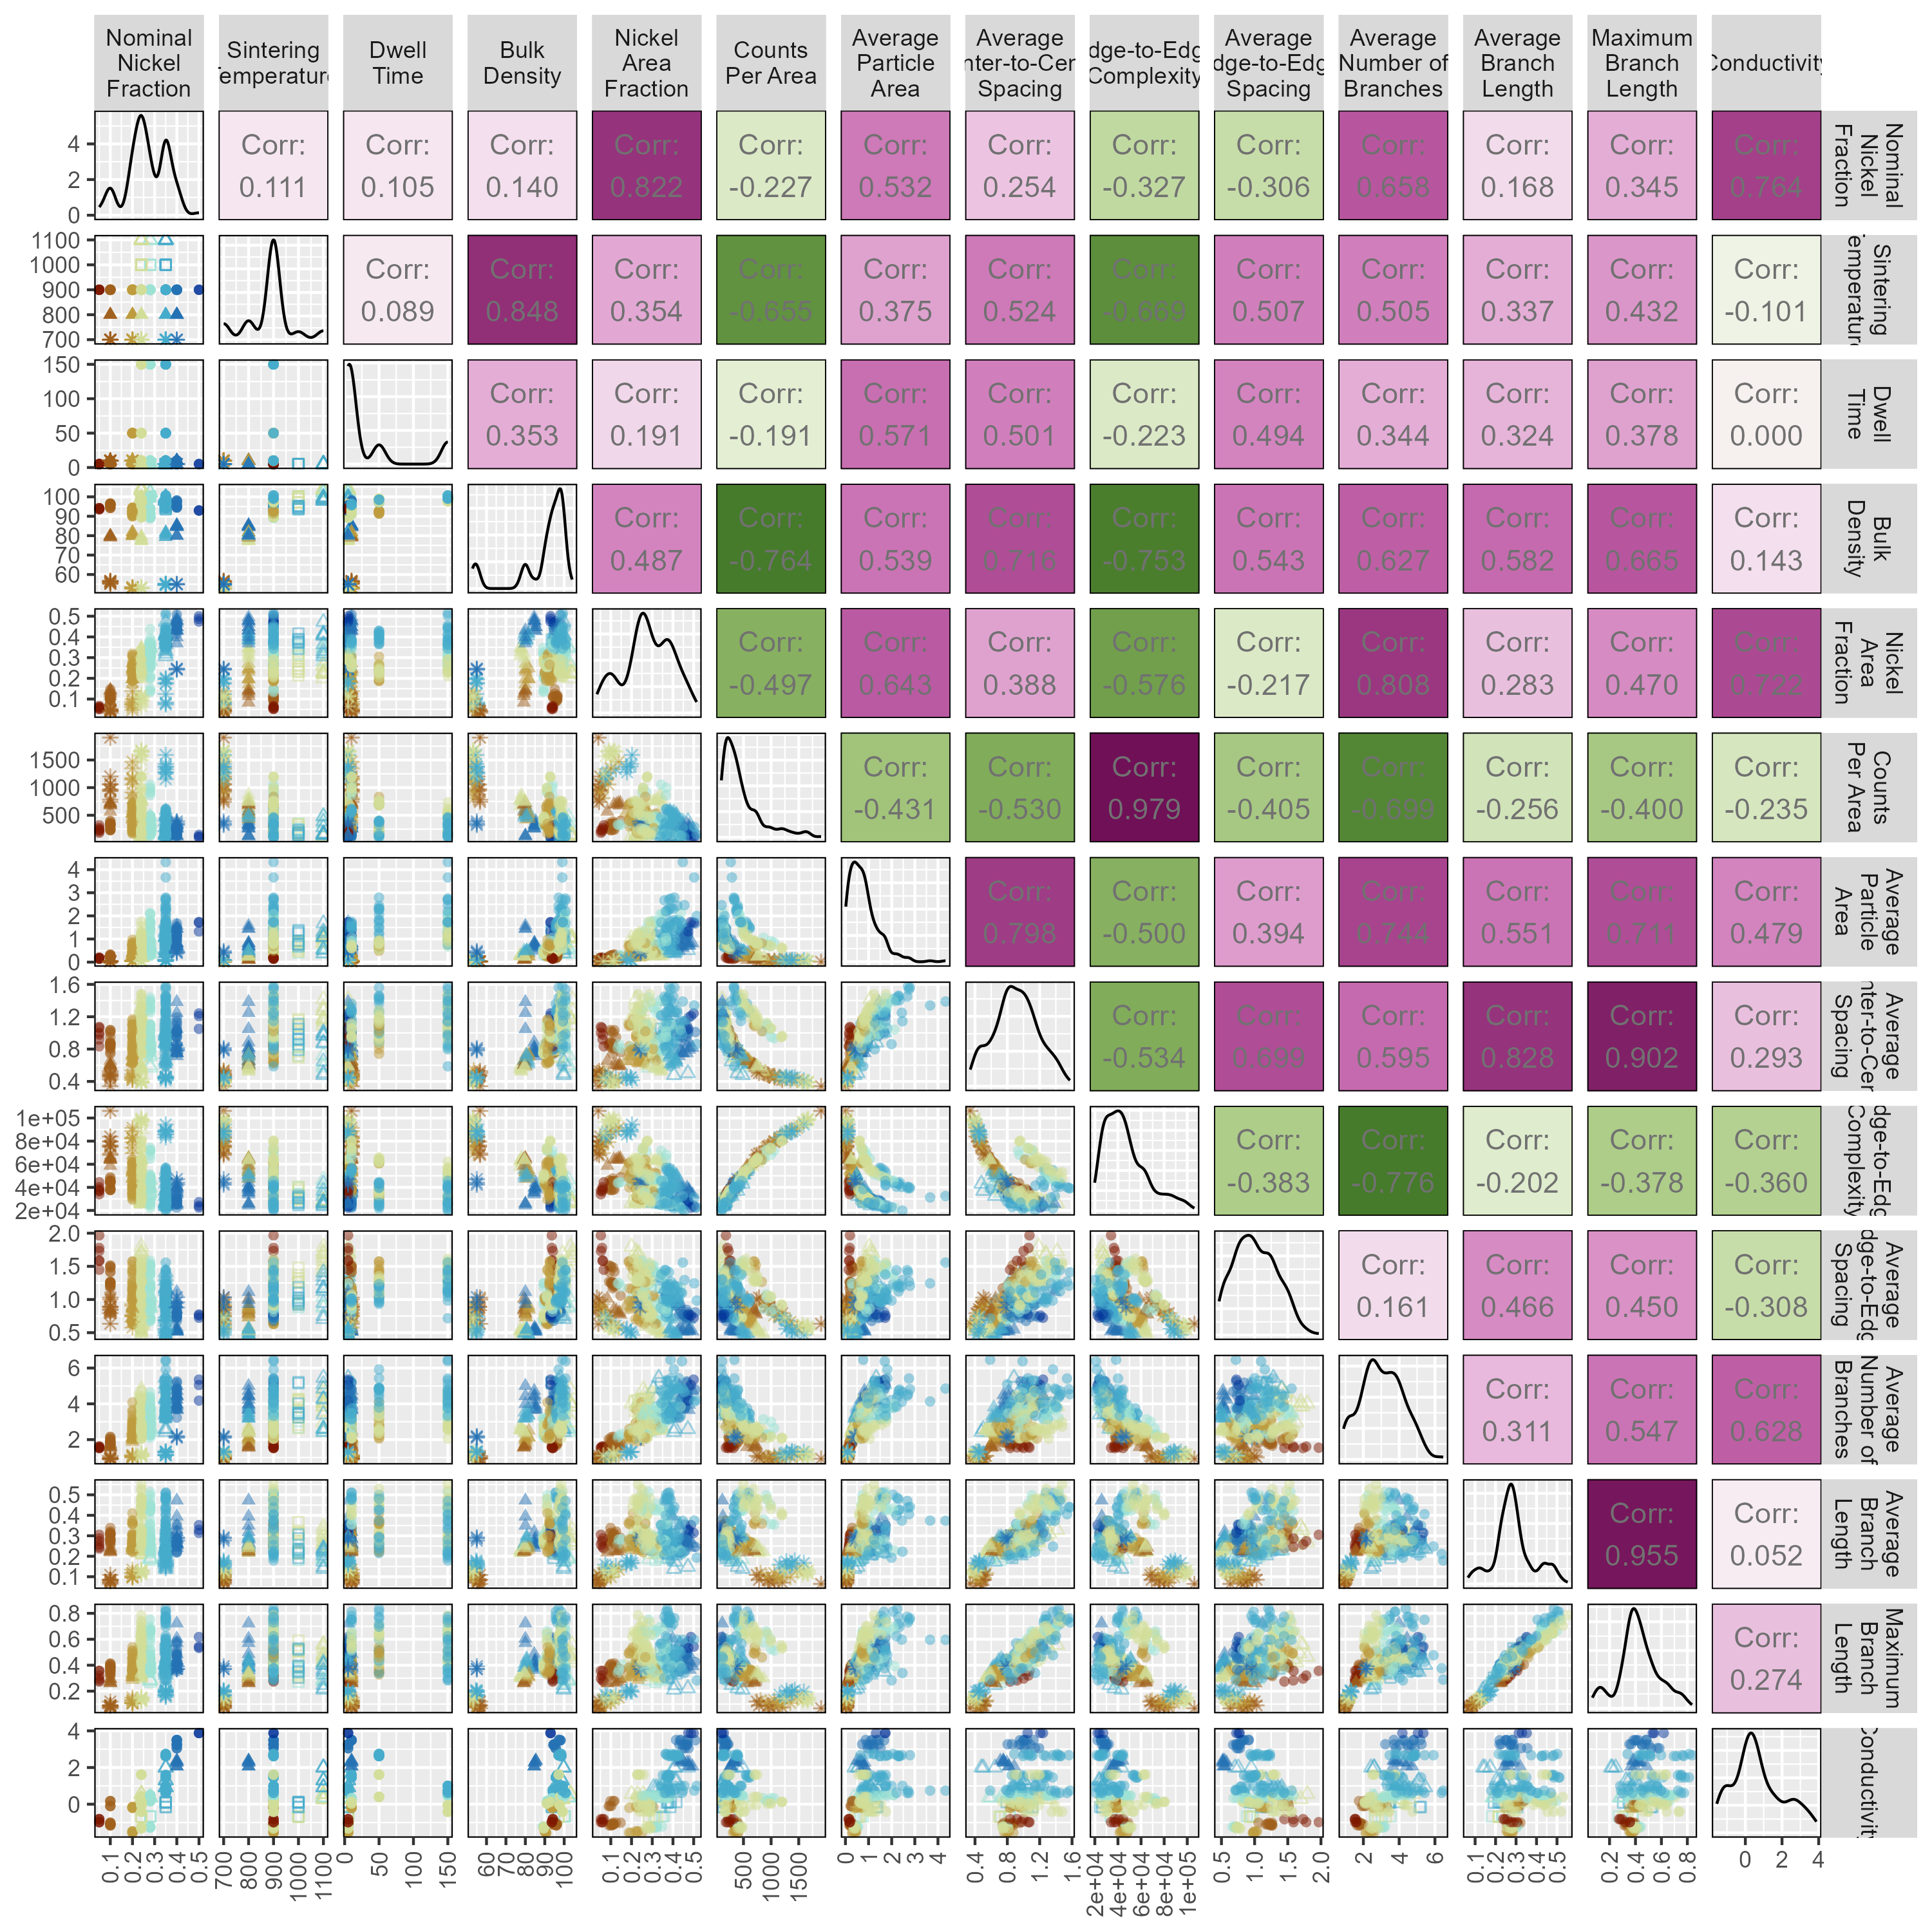 Nominal
Nickel
Fraction
Sintering
Temperature
Dwell
Time
Bulk
Density
Nickel
Area
Fraction
Counts
Per Area
Average
Particle
Area
Average
nter-to-Cer
Spacing
dge-to-Edg
Complexity
Average
dge-to-Edg
Spacing
Average
Number of
Branches
Average
Branch
Length
Maximum
Branch
Length
Conductivity
4
2
0
Corr:
0.111
Corr:
0.105
Corr:
0.140
Corr:
0.822
Corr:
-0.227
Corr:
0.532
Corr:
0.254
Corr:
-0.327
Corr:
-0.306
Corr:
0.658
Corr:
0.168
Corr:
0.345
Corr:
0.764
Nominal
Nickel
Fraction
1100
1000
900
800
700
Corr:
0.089
Corr:
0.848
Corr:
0.354
Corr:
-0.655
Corr:
0.375
Corr:
0.524
Corr:
-0.669
Corr:
0.507
Corr:
0.505
Corr:
0.337
Corr:
0.432
Corr:
-0.101
Sintering
Temperature
150
100
50
0
Corr:
0.353
Corr:
0.191
Corr:
-0.191
Corr:
0.571
Corr:
0.501
Corr:
-0.223
Corr:
0.494
Corr:
0.344
Corr:
0.324
Corr:
0.378
Corr:
0.000
Dwell
Time
100
90
80
70
60
Corr:
0.487
Corr:
-0.764
Corr:
0.539
Corr:
0.716
Corr:
-0.753
Corr:
0.543
Corr:
0.627
Corr:
0.582
Corr:
0.665
Corr:
0.143
Bulk
Density
0.5
0.4
0.3
0.2
0.1
Corr:
-0.497
Corr:
0.643
Corr:
0.388
Corr:
-0.576
Corr:
-0.217
Corr:
0.808
Corr:
0.283
Corr:
0.470
Corr:
0.722
Nickel
Area
Fraction
1500
1000
500
Corr:
-0.431
Corr:
-0.530
Corr:
0.979
Corr:
-0.405
Corr:
-0.699
Corr:
-0.256
Corr:
-0.400
Corr:
-0.235
Counts
Per Area
4
3
2
1
0
Corr:
0.798
Corr:
-0.500
Corr:
0.394
Corr:
0.744
Corr:
0.551
Corr:
0.711
Corr:
0.479
Average
Particle
Area
1.6
1.2
0.8
0.4
Corr:
-0.534
Corr:
0.699
Corr:
0.595
Corr:
0.828
Corr:
0.902
Corr:
0.293
Average
nter-to-Cer
Spacing
1e+05
8e+04
6e+04
4e+04
2e+04
Corr:
-0.383
Corr:
-0.776
Corr:
-0.202
Corr:
-0.378
Corr:
-0.360
dge-to-Edg
Complexity
2.0
1.5
1.0
0.5
Corr:
0.161
Corr:
0.466
Corr:
0.450
Corr:
-0.308
Average
dge-to-Edg
Spacing
6
4
2
Corr:
0.311
Corr:
0.547
Corr:
0.628
Average
Number of
Branches
0.5
0.4
0.3
0.2
0.1
Corr:
0.955
Corr:
0.052
Average
Branch
Length
0.8
0.6
0.4
0.2
Corr:
0.274
Maximum
Branch
Length
4
2
0
Conductivity
0.1
0.2
0.3
0.4
0.5
700
800
900
1000
1100
0
50
100
150
60
70
80
90
100
0.1
0.2
0.3
0.4
0.5
500
1000
1500
0
1
2
3
4
0.4
0.8
1.2
1.6
2e+04
4e+04
6e+04
8e+04
1e+05
0.5
1.0
1.5
2.0
2
4
6
0.1
0.2
0.3
0.4
0.5
0.2
0.4
0.6
0.8
0
2
4